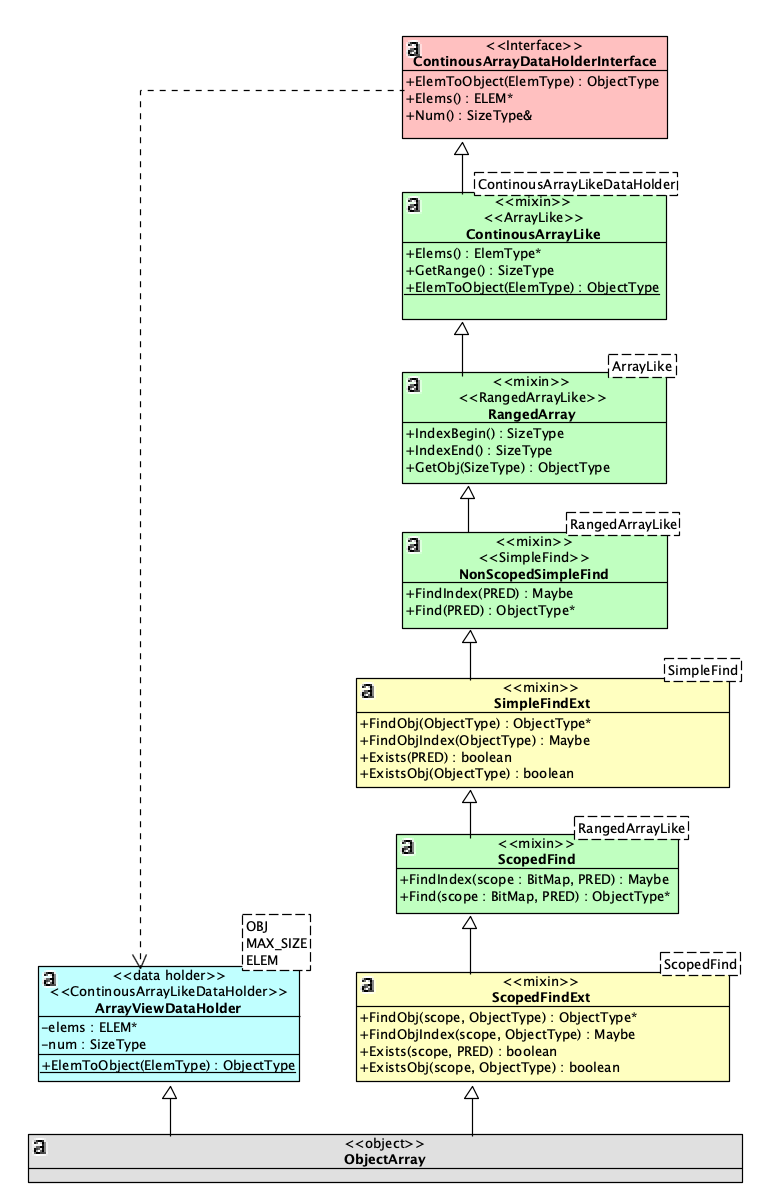 a
<<Interface>>
ContinousArrayDataHolderInterface
+ElemToObject(ElemType) : ObjectType
+Elems() : ELEM*
+Num() : SizeType&
ContinousArrayLikeDataHolder
a
<<mixin>>
<<ArrayLike>>
ContinousArrayLike
+Elems() : ElemType*
+GetRange() : SizeType
+ElemToObject(ElemType) : ObjectType
ArrayLike
a
<<mixin>>
<<RangedArrayLike>>
RangedArray
+IndexBegin() : SizeType
+IndexEnd() : SizeType
+GetObj(SizeType) : ObjectType
RangedArrayLike
a
<<mixin>>
<<SimpleFind>>
NonScopedSimpleFind
+FindIndex(PRED) : Maybe
+Find(PRED) : ObjectType*
SimpleFind
a
<<mixin>>
SimpleFindExt
+FindObj(ObjectType) : ObjectType*
+FindObjIndex(ObjectType) : Maybe
+Exists(PRED) : boolean
+ExistsObj(ObjectType) : boolean
RangedArrayLike
a
<<mixin>>
ScopedFind
+FindIndex(scope : BitMap, PRED) : Maybe
+Find(scope : BitMap, PRED) : ObjectType*
OBJ
MAX_SIZE
ELEM
a
<<data holder>>
<<ContinousArrayLikeDataHolder>>
ArrayViewDataHolder
-elems : ELEM*
-num : SizeType
+ElemToObject(ElemType) : ObjectType
ScopedFind
a
<<mixin>>
ScopedFindExt
+FindObj(scope, ObjectType) : ObjectType*
+FindObjIndex(scope, ObjectType) : Maybe
+Exists(scope, PRED) : boolean
+ExistsObj(scope, ObjectType) : boolean
a
<<object>>
ObjectArray